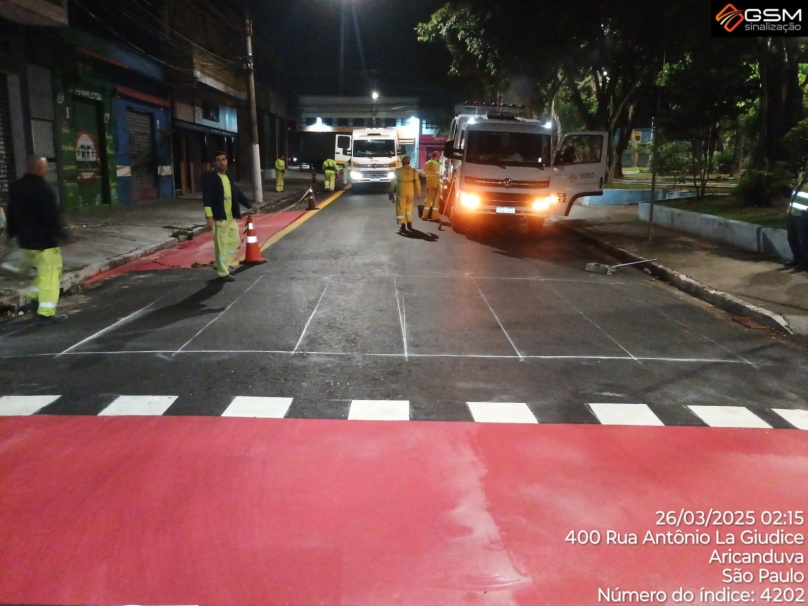 GSM
sinalização
26/03/2025 02:15
400 Rua Antônio La Giudice
Aricanduva
São Paulo
Número do índice: 4202